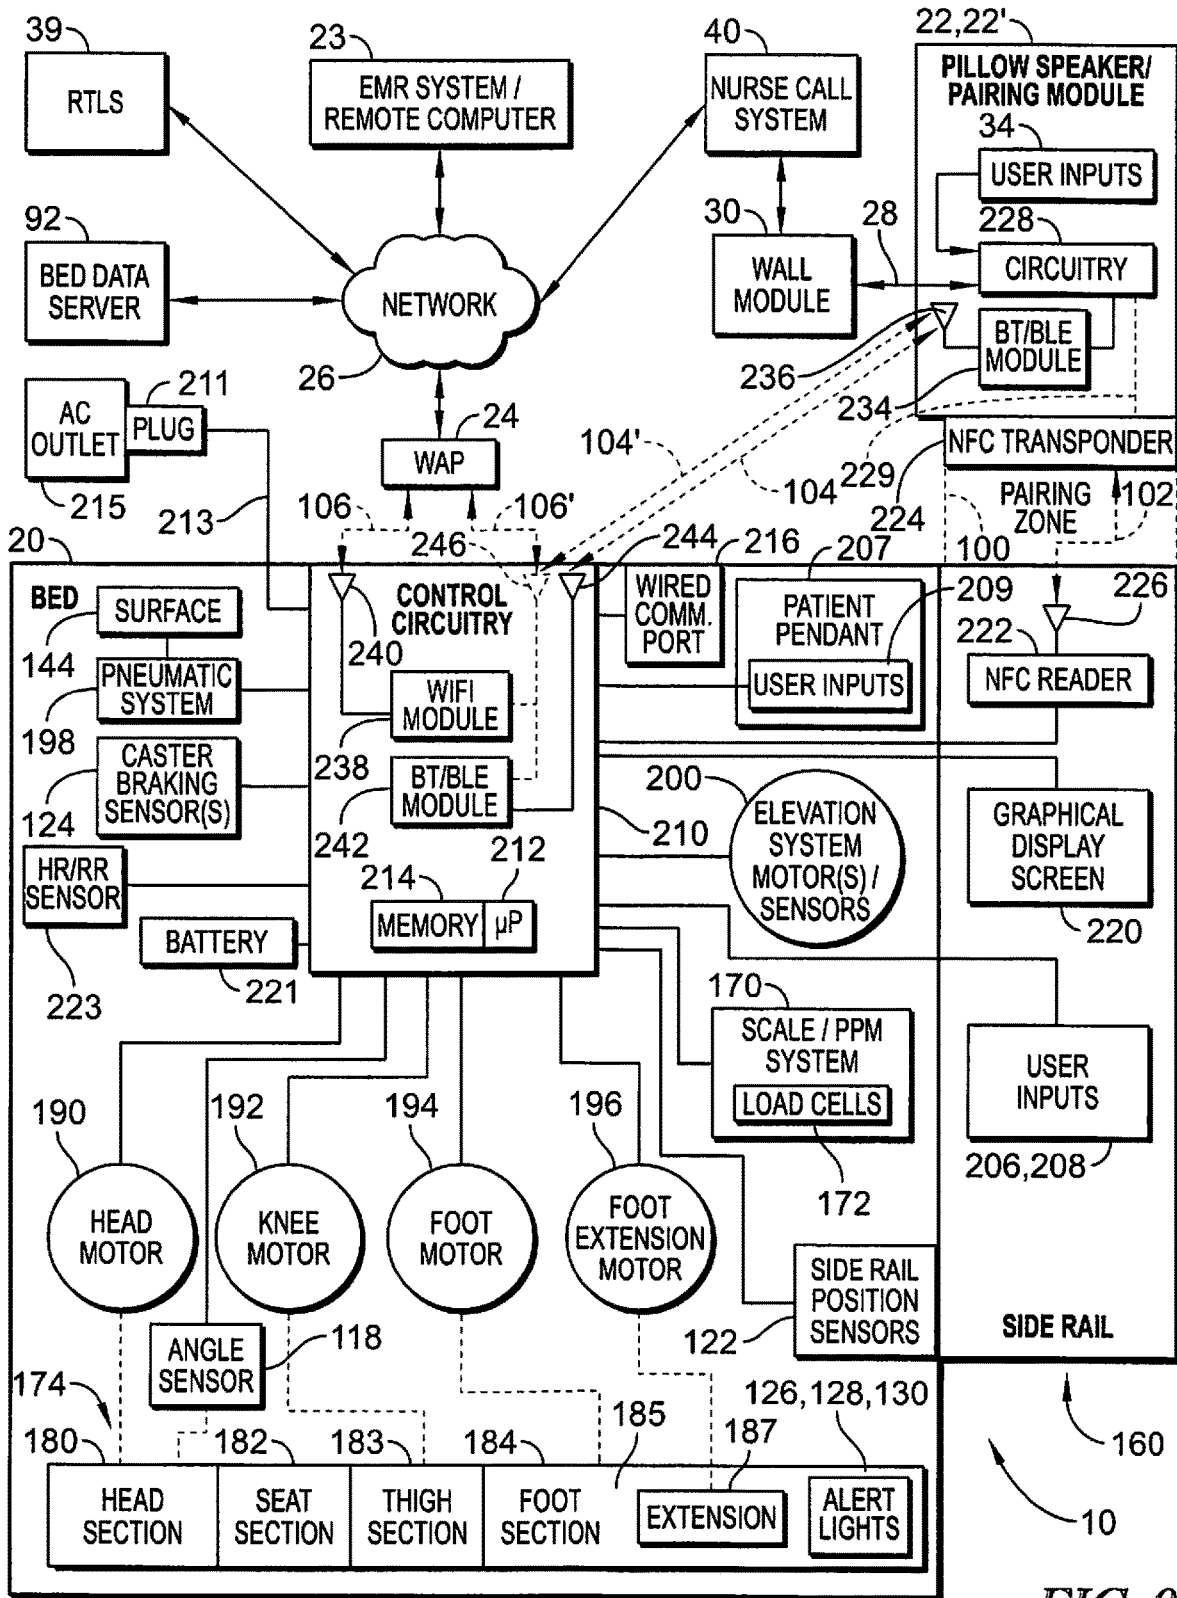 39
23
40
22,22'
RTLS
EMR SYSTEM /
REMOTE COMPUTER
NURSE CALL
SYSTEM
PILLOW SPEAKER/
PAIRING MODULE
34
USER INPUTS
92
30
28
228
BED DATA
SERVER
NETWORK
WALL
MODULE
CIRCUITRY
BT/BLE
MODULE
26
236
234
211
AC
OUTLET
PLUG
24
WAP
104'
104
229
NFC TRANSPONDER
215
213
106
106'
224
PAIRING
ZONE
102
20
246
244
216
207
100
BED
SURFACE
CONTROL
CIRCUITRY
WIRED
COMM.
PORT
PATIENT
PENDANT
209
226
144
240
222
PNEUMATIC
SYSTEM
WIFI
MODULE
USER INPUTS
NFC READER
198
238
CASTER
BRAKING
SENSOR(S)
BT/BLE
MODULE
200
124
242
212
210
ELEVATION
SYSTEM
MOTOR(S) /
SENSORS
GRAPHICAL
DISPLAY
SCREEN
HR/RR
SENSOR
214
MEMORY
µP
BATTERY
220
223
221
170
SCALE / PPM
SYSTEM
LOAD CELLS
USER
INPUTS
190
192
194
196
172
206,208
HEAD
MOTOR
KNEE
MOTOR
FOOT
MOTOR
FOOT
EXTENSION
MOTOR
SIDE RAIL
POSITION
SENSORS
SIDE RAIL
ANGLE
SENSOR
118
122
174
126,128,130
185
180
182
183
184
187
160
HEAD
SECTION
SEAT
SECTION
THIGH
SECTION
FOOT
SECTION
EXTENSION
ALERT
LIGHTS
10